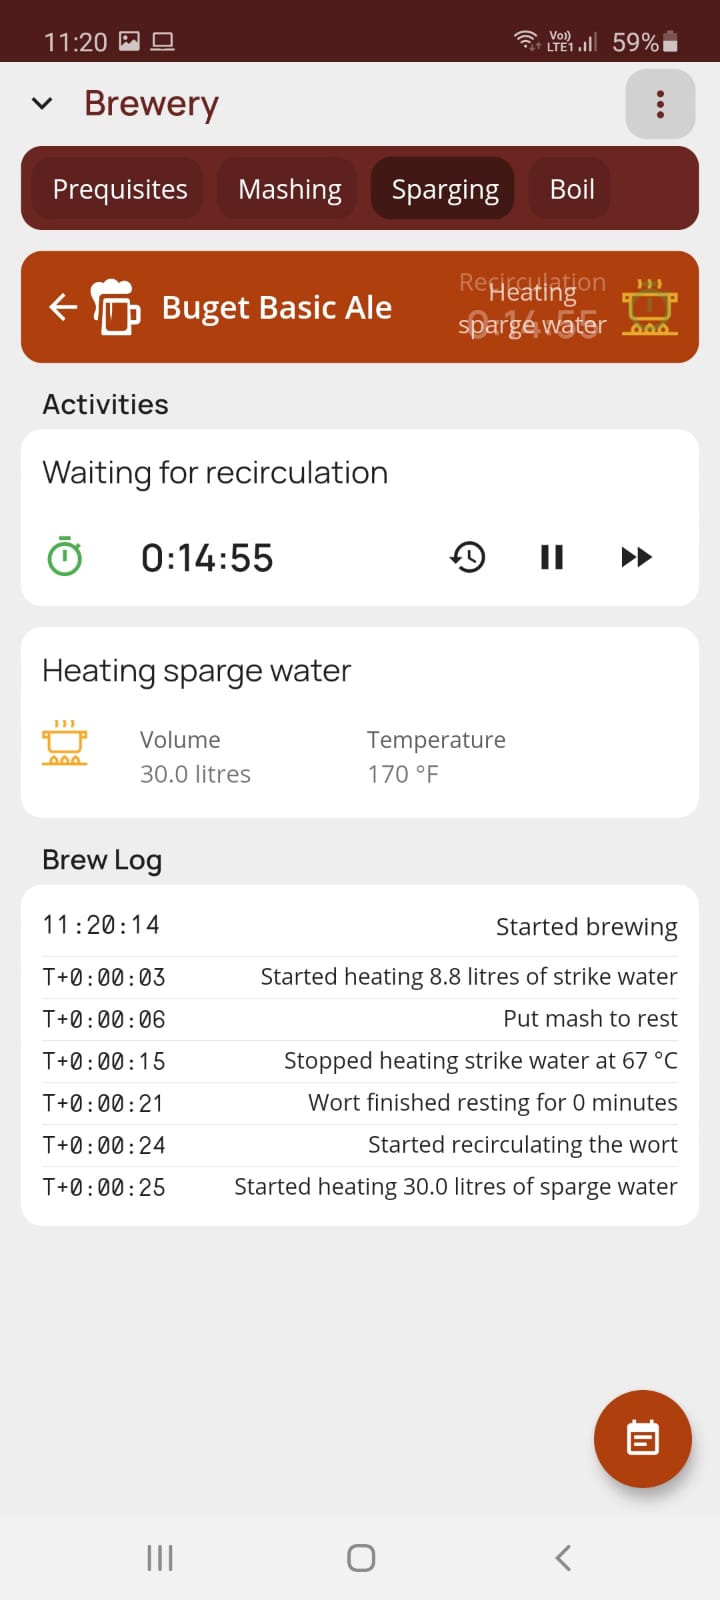 11:20 Vo)) LTE1 59%
Brewery
Prequisites Mashing Sparging Boil
Buget Basic Ale
Recirculation
0:14:55
Heating
sparge water
Activities
Waiting for recirculation
0:14:55
Heating sparge water
Volume Temperature
30.0 litres 170 °F
Brew Log
11:20:14 Started brewing
T+0:00:03 Started heating 8.8 litres of strike water
T+0:00:06 Put mash to rest
T+0:00:15 Stopped heating strike water at 67 °C
T+0:00:21 Wort finished resting for 0 minutes
T+0:00:24 Started recirculating the wort
T+0:00:25 Started heating 30.0 litres of sparge water